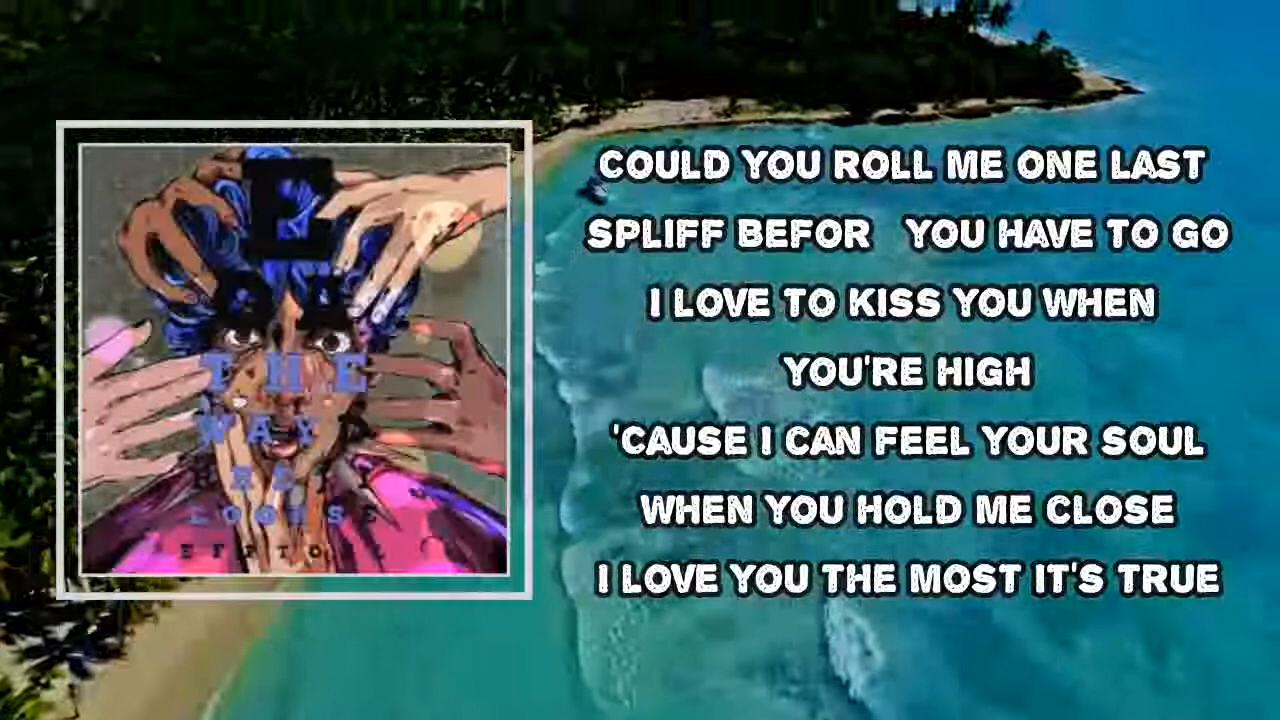 E
THE
WAY
COULD YOU ROLL ME ONE LAST
SPLIFF BEFOR YOU HAVE TO GO
I LOVE TO KISS YOU WHEN
YOU'RE HIGH
'CAUSE I CAN FEEL YOUR SOUL
WHEN YOU HOLD ME CLOSE
I LOVE YOU THE MOST IT'S TRUE